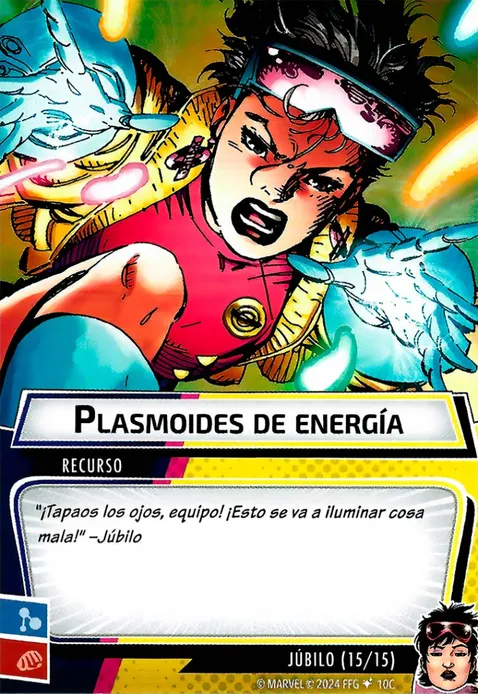 PLASMOIDES DE ENERGÍA
RECURSO
"¡Tapaos los ojos, equipo! ¡Esto se va a iluminar cosa
mala!" –Júbilo
JÚBILO (15/15)
© MARVEL © 2024 FFG 10C